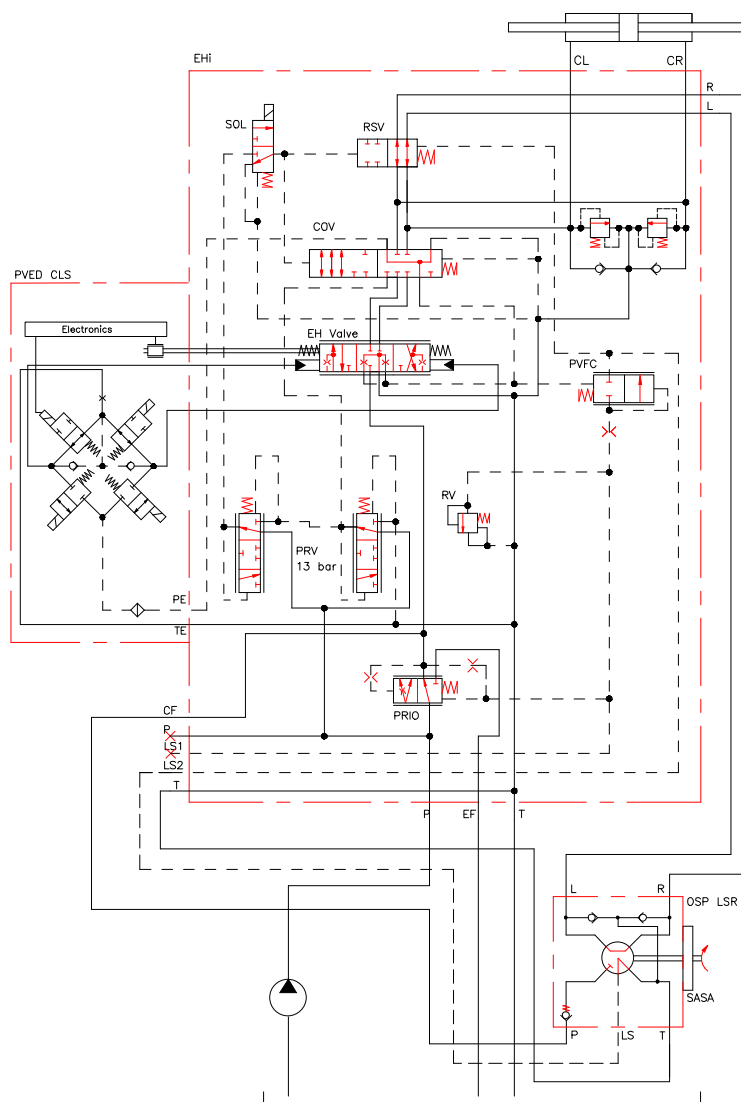 EHi
CL
CR
R
L
SOL
RSV
COV
PVED CLS
Electronics
EH Valve
PVFC
RV
PRV
13 bar
PE
TE
PRIO
CF
P
LS1
LS2
T
P
EF
T
L
R
OSP LSR
SASA
P
LS
T